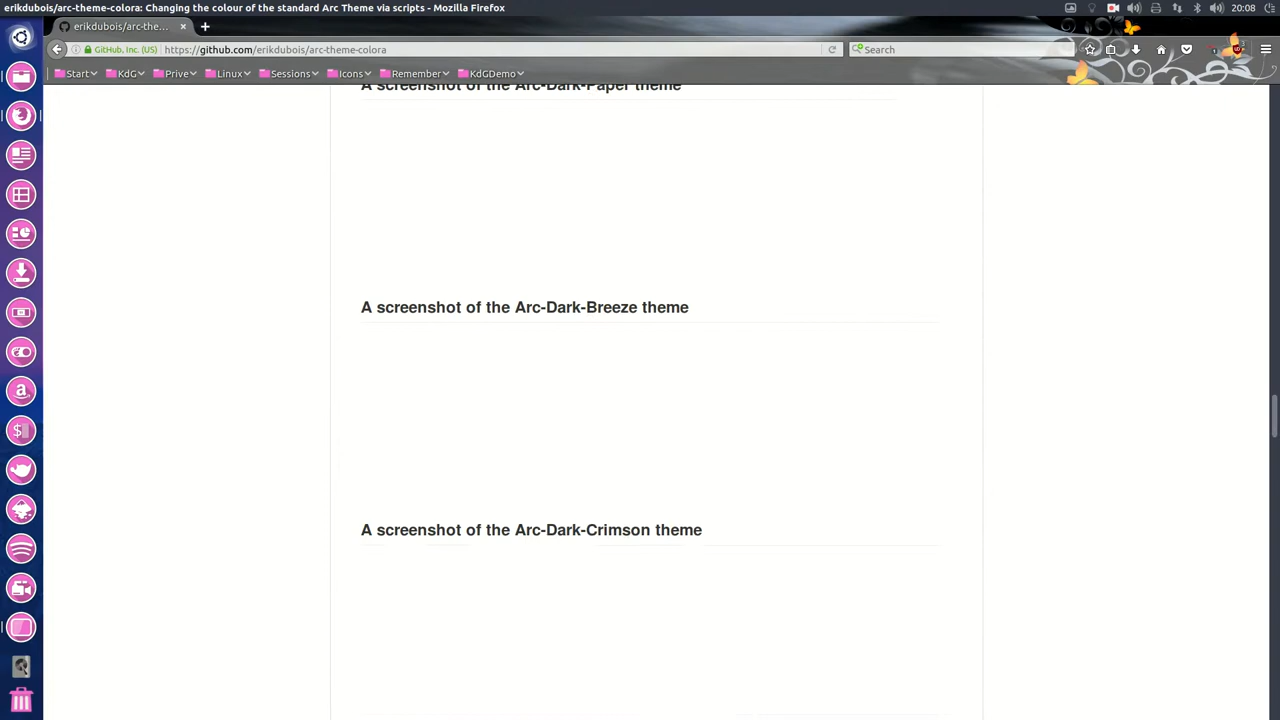 erikdubois/arc-theme-colora: Changing the colour of the standard Arc Theme via scripts - Mozilla Firefox
20:08
erikdubois/arc-the...
GitHub, Inc. (US)
https://github.com/erikdubois/arc-theme-colora
Search
Start
KdG
Prive
Linux
Sessions
Icons
Remember
KdGDemo
A screenshot of the Arc-Dark-Paper theme
A screenshot of the Arc-Dark-Breeze theme
A screenshot of the Arc-Dark-Crimson theme